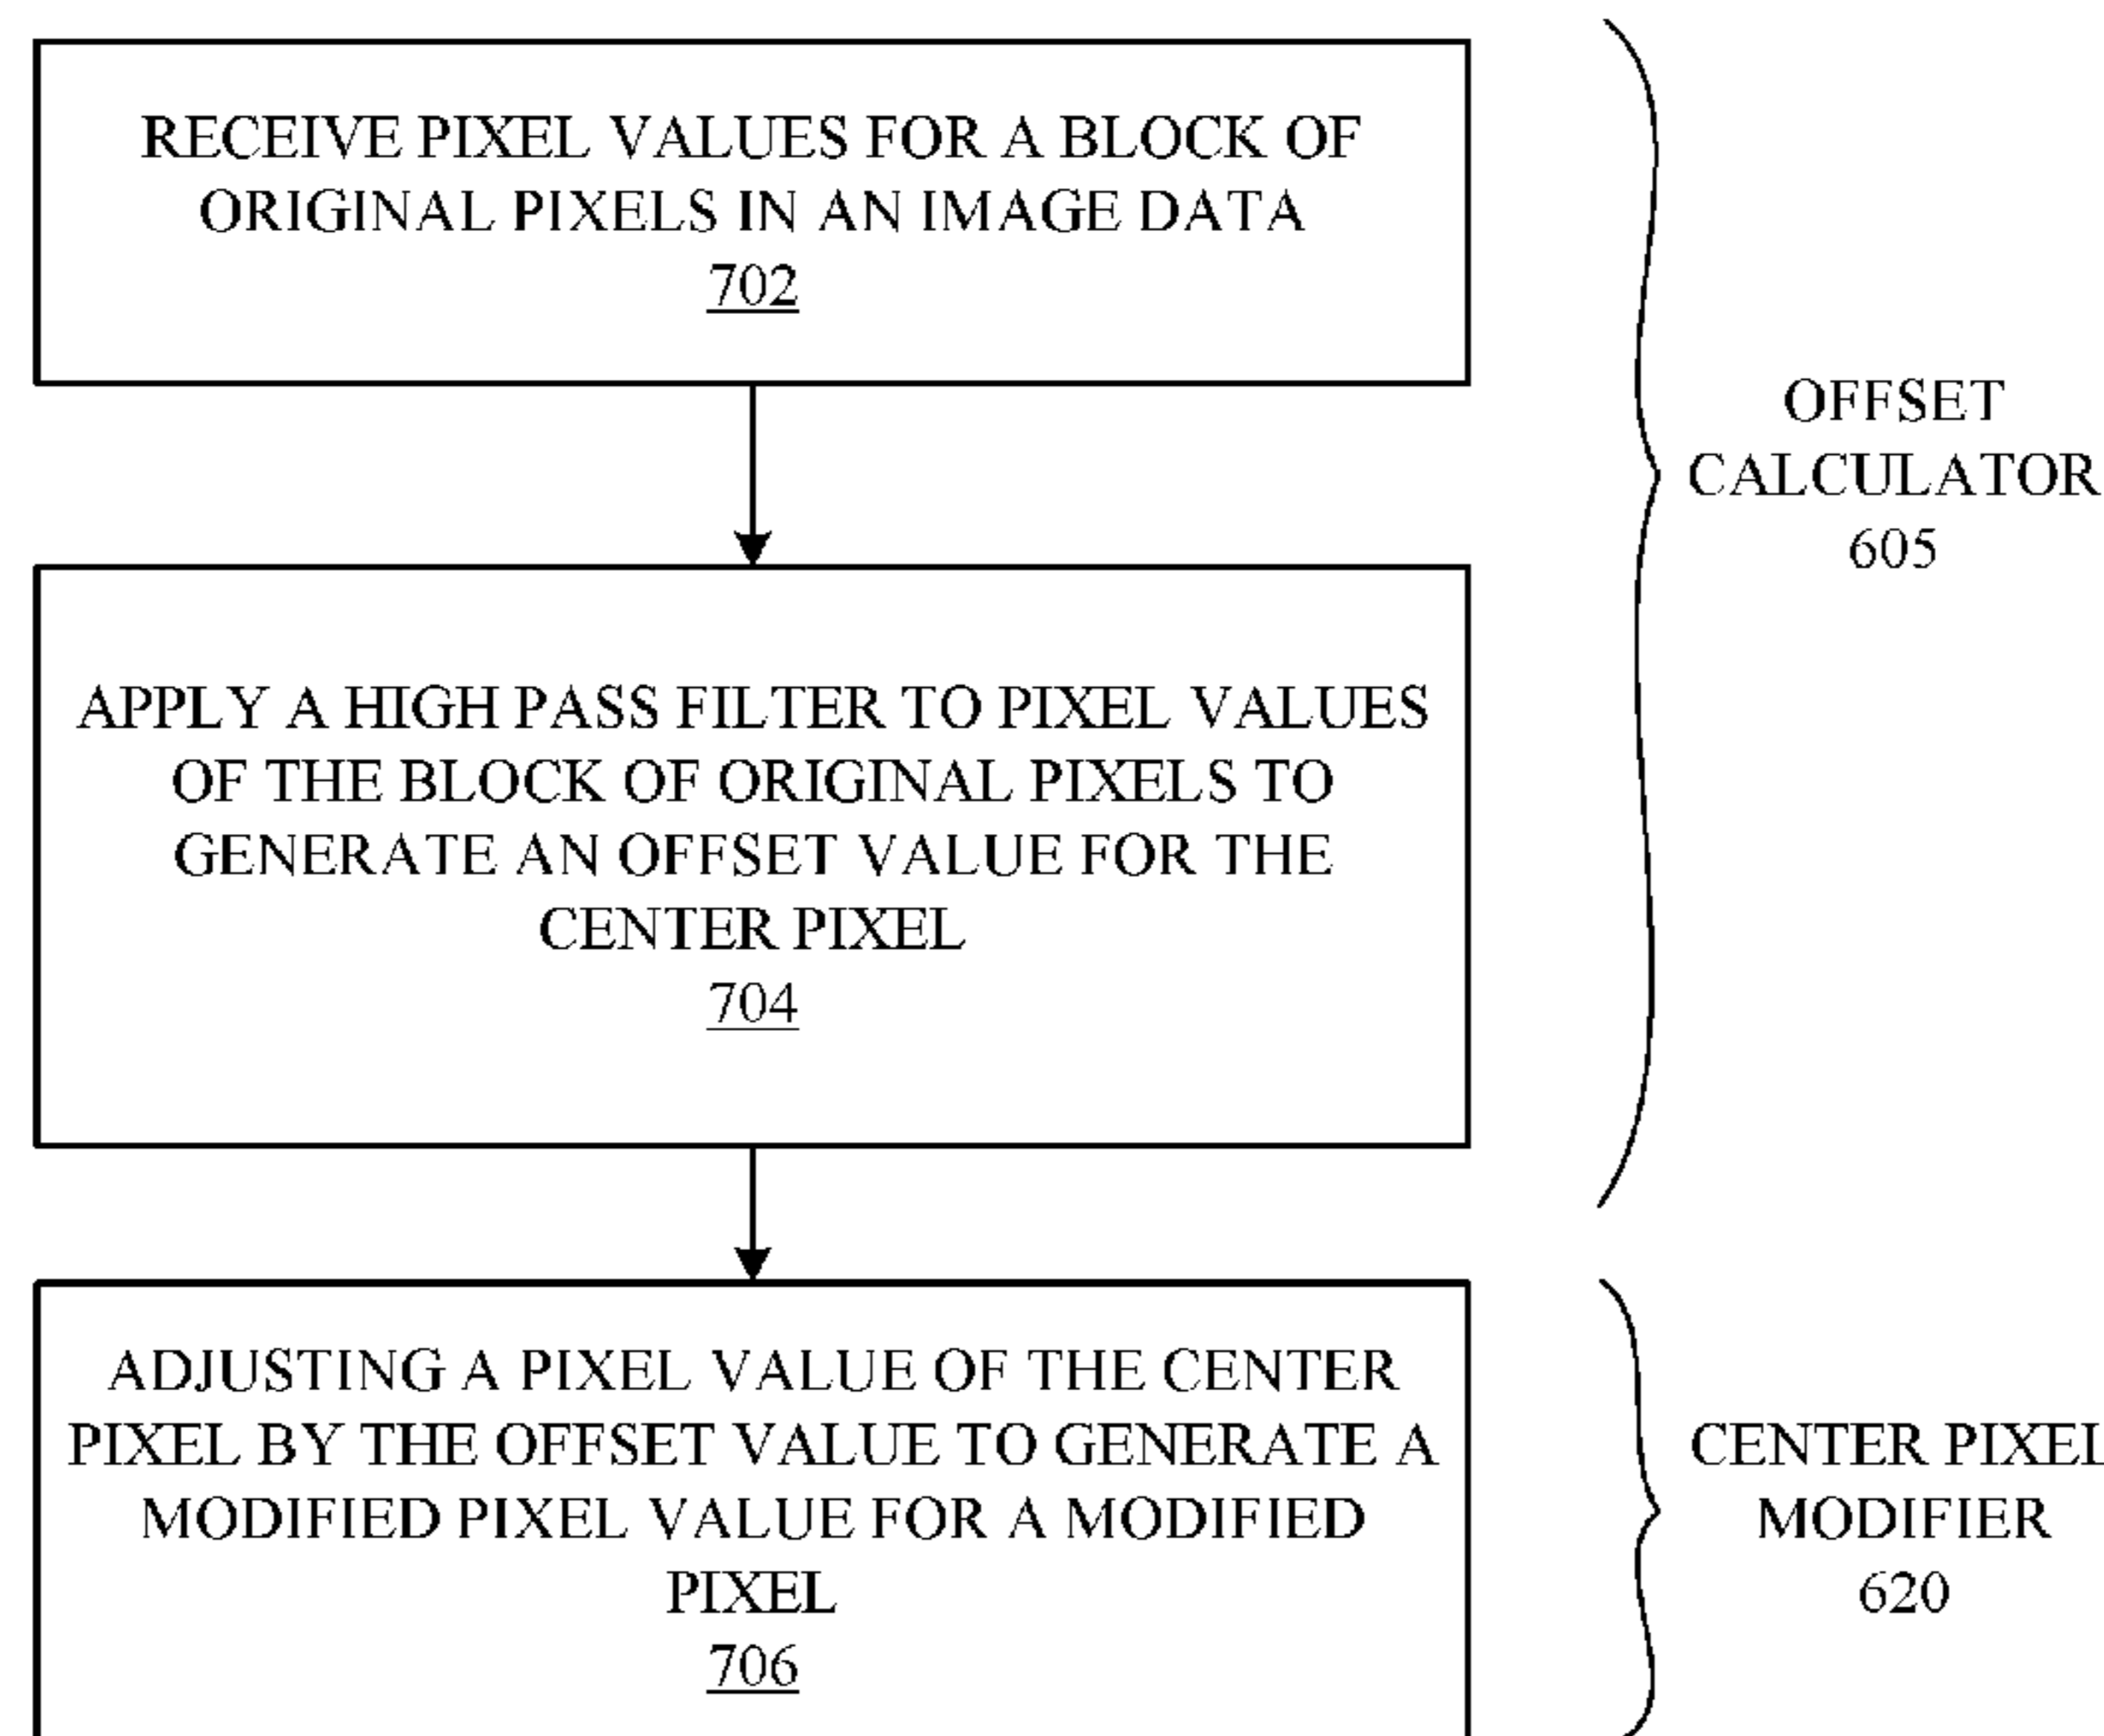 RECEIVE PIXEL VALUES FOR A BLOCK OF
ORIGINAL PIXELS IN AN IMAGE DATA
702
OFFSET
CALCULATOR
605
APPLY A HIGH PASS FILTER TO PIXEL VALUES
OF THE BLOCK OF ORIGINAL PIXELS TO
GENERATE AN OFFSET VALUE FOR THE
CENTER PIXEL
704
ADJUSTING A PIXEL VALUE OF THE CENTER
PIXEL BY THE OFFSET VALUE TO GENERATE A
MODIFIED PIXEL VALUE FOR A MODIFIED
PIXEL
706
CENTER PIXEL
MODIFIER
620